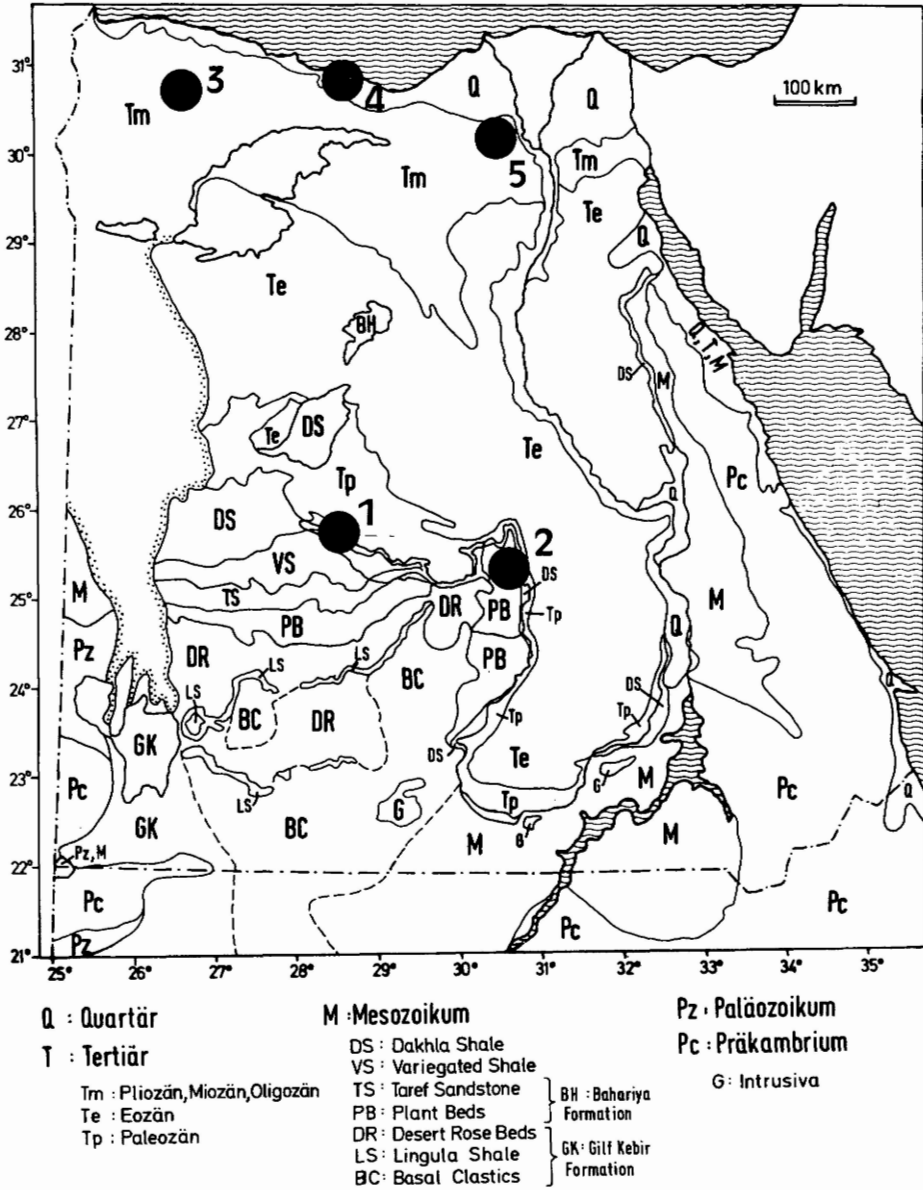 31°
30°
29°
28°
27°
26°
25°
24°
23°
22°
21°
3
4
Q
Q
100 km
Tm
5
Tm
Tm
Te
Q
Te
BH
Q,T,M
DS
M
Te
DS
Te
Pc
Tp
Q
1
DS
2
VS
DS
M
TS
DR
PB
Tp
M
PB
Q
Pz
DR
LS
LS
PB
BC
LS
BC
DR
Tp
DS
Tp
Q
GK
DS
Te
M
G
Pc
LS
G
Tp
Pc
Q
GK
BC
M
G
M
Pz,M
Pc
Pc
Pc
Pz
25° 26° 27° 28° 29° 30° 31° 32° 33° 34° 35°
Q : Quartär
T : Tertiär
Tm : Pliozän,Miozän,Oligozän
Te : Eozän
Tp : Paleozän
M :Mesozoikum
DS : Dakhla Shale
VS : Variegated Shale
TS : Taref Sandstone
PB : Plant Beds
BH : Bahariya
Formation
DR : Desert Rose Beds
LS : Lingula Shale
BC : Basal Clastics
GK: Gilf Kebir
Formation
Pz : Paläozoikum
Pc : Präkambrium
G : Intrusiva